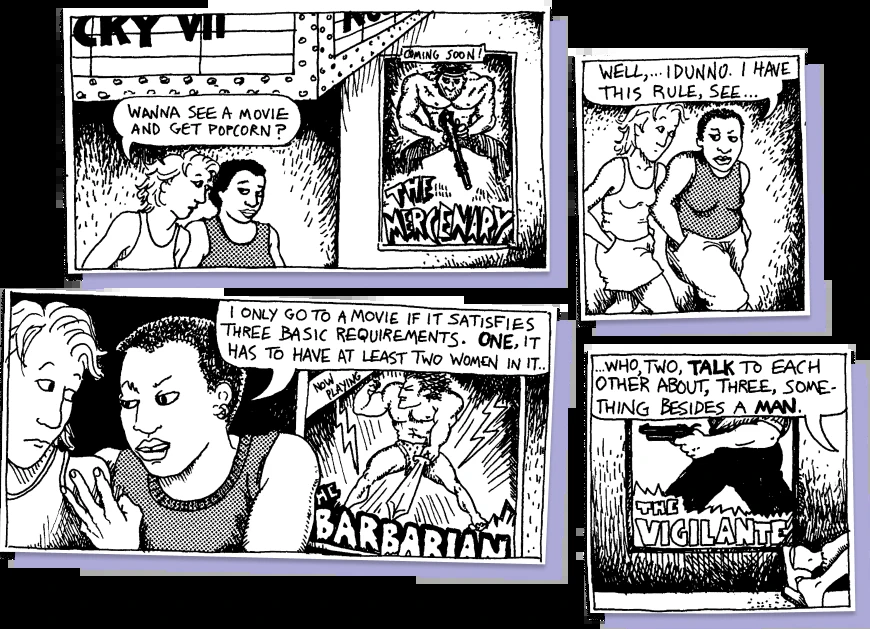 CKY VII
WANNA SEE A MOVIE
AND GET POPCORN?
COMING SOON!
THE
MERCENARY
WELL,... I DUNNO. I HAVE
THIS RULE, SEE...
I ONLY GO TO A MOVIE IF IT SATISFIES
THREE BASIC REQUIREMENTS. ONE, IT
HAS TO HAVE AT LEAST TWO WOMEN IN IT..
NOW
PLAYING
BARBARIAN
...WHO, TWO, TALK TO EACH
OTHER ABOUT, THREE, SOME-
THING BESIDES A MAN.
THE
VIGILANTE